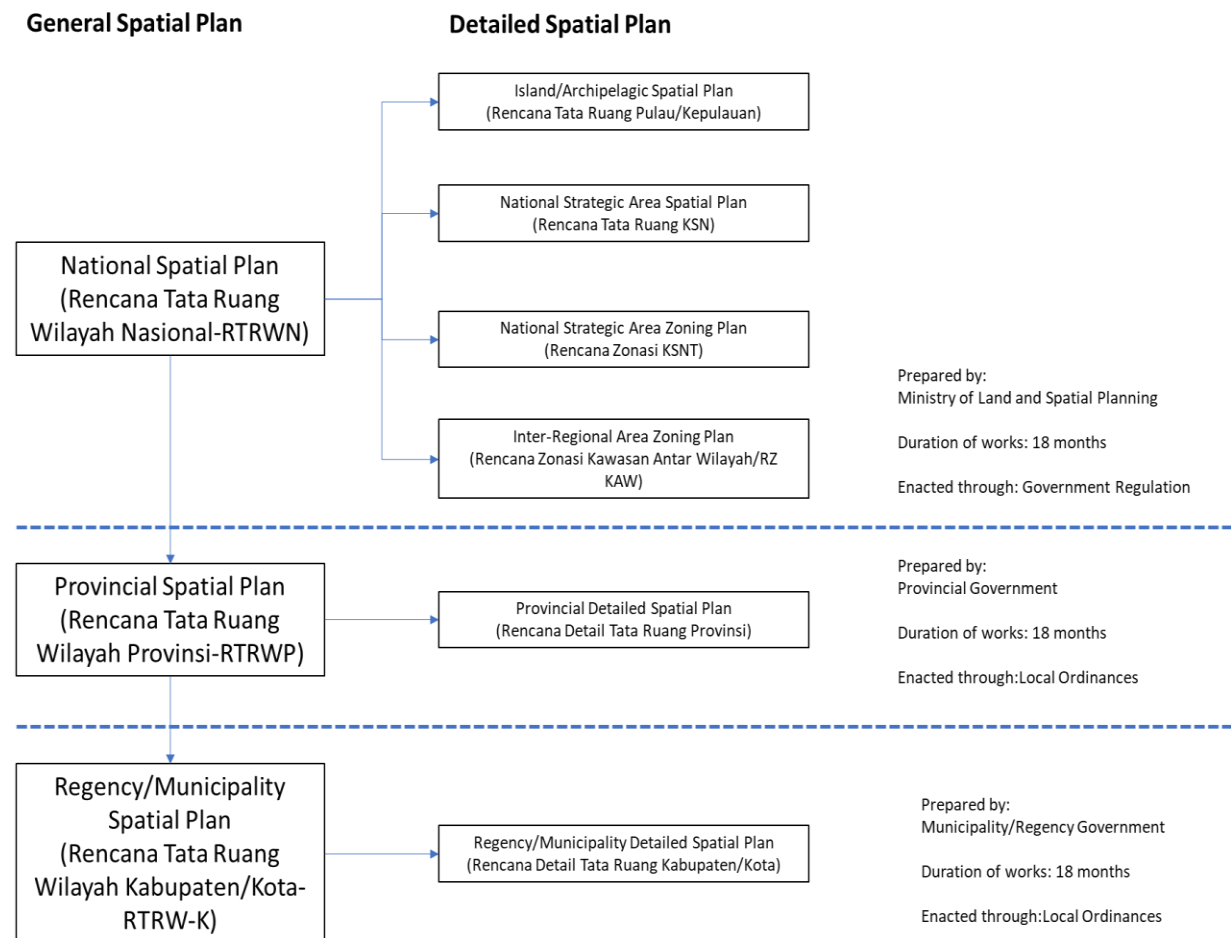 General Spatial Plan
Detailed Spatial Plan
Island/Archipelagic Spatial Plan
(Rencana Tata Ruang Pulau/Kepulauan)
National Strategic Area Spatial Plan
(Rencana Tata Ruang KSN)
National Spatial Plan
(Rencana Tata Ruang
Wilayah Nasional-RTRWN)
National Strategic Area Zoning Plan
(Rencana Zonasi KSNT)
Inter-Regional Area Zoning Plan
(Rencana Zonasi Kawasan Antar Wilayah/RZ
KAW)
Prepared by:
Ministry of Land and Spatial Planning
Duration of works: 18 months
Enacted through: Government Regulation
Provincial Spatial Plan
(Rencana Tata Ruang
Wilayah Provinsi-RTRWP)
Provincial Detailed Spatial Plan
(Rencana Detail Tata Ruang Provinsi)
Prepared by:
Provincial Government
Duration of works: 18 months
Enacted through:Local Ordinances
Regency/Municipality
Spatial Plan
(Rencana Tata Ruang
Wilayah Kabupaten/Kota-
RTRW-K)
Regency/Municipality Detailed Spatial Plan
(Rencana Detail Tata Ruang Kabupaten/Kota)
Prepared by:
Municipality/Regency Government
Duration of works: 18 months
Enacted through:Local Ordinances